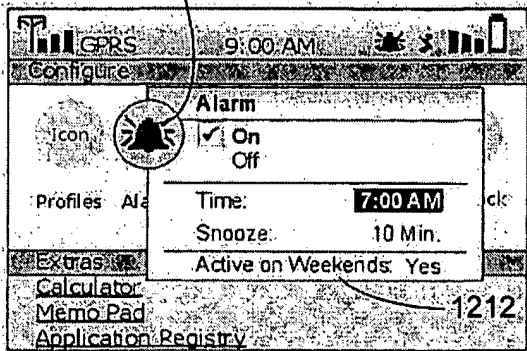 GPRS 9:00 AM
Configure
Alarm
Icon
✓ On
Off
Profiles Ala
Time: 7:00 AM
Snooze: 10 Min.
Active on Weekends: Yes
Extras
Calculator
Memo Pad
Application Registry
1212